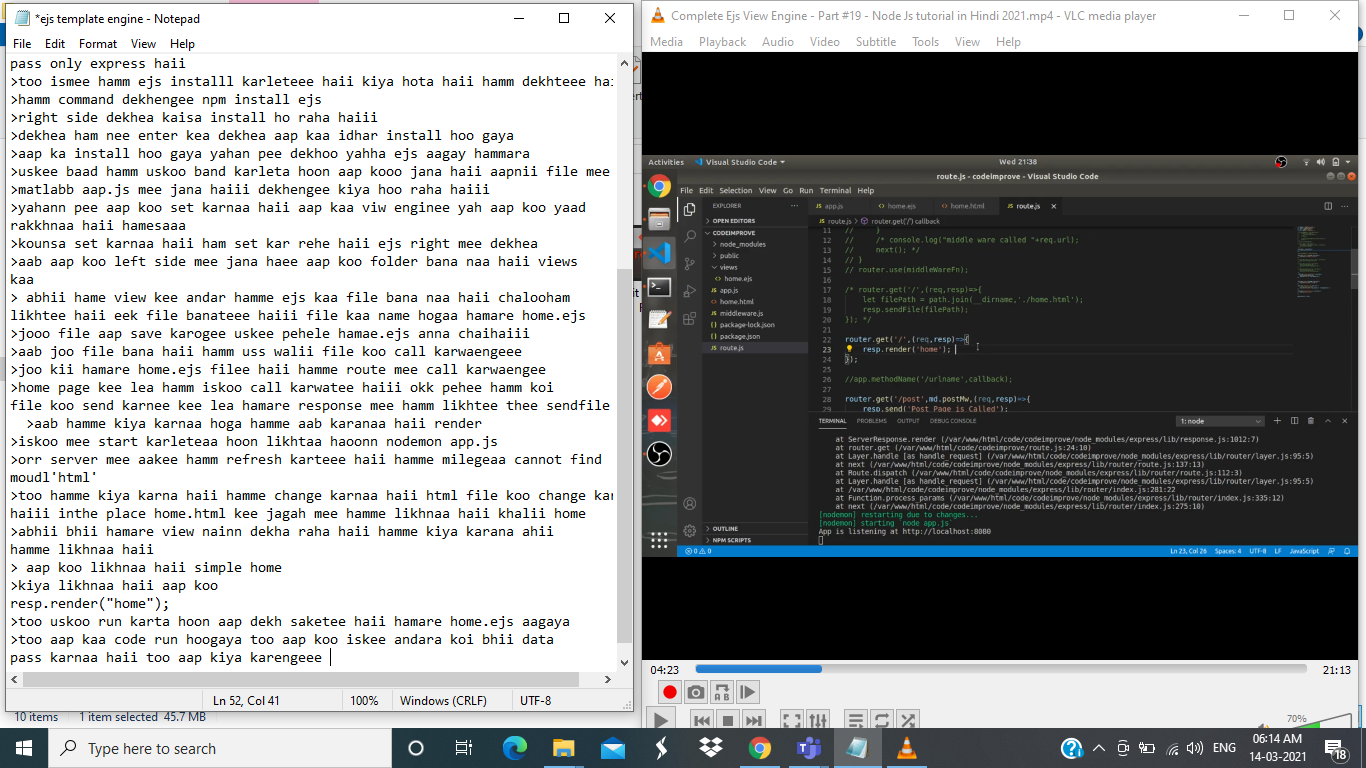 *ejs template engine - Notepad
File Edit Format View Help
pass only express haii
>too ismee hamm ejs installl karleteee haii kiya hota haii hamm dekhteee hai
>hamm command dekhengee npm install ejs
>right side dekhea kaisa install ho raha haiii
>dekhea ham nee enter kea dekhea aap kaa idhar install hoo gaya
>aap ka install hoo gaya yahan pee dekhoo yahha ejs aagay hammara
>uskee baad hamm uskoo band karleta hoon aap kooo jana haii aapnii file mee
>matlabb aap.js mee jana haiii dekhengee kiya hoo raha haiii
>yahann pee aap koo set karnaa haii aap kaa viw enginee yah aap koo yaad
rakkhnaa haii hamesaaa
>kounsa set karnaa haii ham set kar rehe haii ejs right mee dekhea
>aab aap koo left side mee jana haee aap koo folder bana naa haii views
kaa
> abhii hame view kee andar hamme ejs kaa file bana naa haii chalooham
likhtee haii eek file banateee haiii file kaa name hogaa hamare home.ejs
>jooo file aap save karogee uskee pehele hamae.ejs anna chaihaiii
>aab joo file bana haii hamm uss walii file koo call karwaengeee
>joo kii hamare home.ejs filee haii hamme route mee call karwaengee
>home page kee lea hamm iskoo call karwatee haiii okk pehee hamm koi
file koo send karnee kee lea hamare response mee hamm likhtee thee sendfile
>aab hamme kiya karnaa hoga hamme aab karanaa haii render
>iskoo mee start karleteaa hoon likhtaa haoonn nodemon app.js
>orr server mee aakee hamm refresh karteee haii hamme milegeaa cannot find
moudl'html'
>too hamme kiya karna haii hamme change karnaa haii html file koo change kar
haiii inthe place home.html kee jagah mee hamme likhnaa haii khalii home
>abhii bhii hamare view nainn dekha raha haii hamme kiya karana ahii
hamme likhnaa haii
> aap koo likhnaa haii simple home
>kiya likhnaa haii aap koo
resp.render("home");
>too uskoo run karta hoon aap dekh saketee haii hamare home.ejs aagaya
>too aap kaa code run hoogaya too aap koo iskee andara koi bhii data
pass karnaa haii too aap kiya karengeee
Ln 52, Col 41 100% Windows (CRLF) UTF-8
10 items 1 item selected 45.7 MB
Complete Ejs View Engine - Part #19 - Node Js tutorial in Hindi 2021.mp4 - VLC media player
Media Playback Audio Video Subtitle Tools View Help
Activities Visual Studio Code Wed 21:38
route.js - codeimprove - Visual Studio Code
File Edit Selection View Go Run Terminal Help
EXPLORER
OPEN EDITORS
CODEIMPROVE
node_modules
public
views
home.ejs
app.js
home.html
middleware.js
package-lock.json
package.json
route.js
OUTLINE
NPM SCRIPTS
app.js home.ejs home.html route.js
route.js > router.get('/') callback
11 // }
12 // /* console.log("middle ware called "+req.url);
13 // next(); */
14 // }
15 // router.use(middleWareFn);
16
17 /* router.get('/',(req,resp)=>{
18 let filePath = path.join(__dirname,'./home.html');
19 resp.sendFile(filePath);
20 }); */
21
22 router.get('/',(req,resp)=>{
23 resp.render('home');
24 });
25
26 //app.methodName('/urlname',callback);
27
28 router.get('/post',md.postMw,(req,resp)=>{
29 resp.send('Post Page is Called');
TERMINAL PROBLEMS OUTPUT DEBUG CONSOLE 1: node
at ServerResponse.render (/var/www/html/code/codeimprove/node_modules/express/lib/response.js:1012:7)
at router.get (/var/www/html/code/codeimprove/route.js:24:10)
at Layer.handle [as handle_request] (/var/www/html/code/codeimprove/node_modules/express/lib/router/layer.js:95:5)
at next (/var/www/html/code/codeimprove/node_modules/express/lib/router/route.js:137:13)
at Route.dispatch (/var/www/html/code/codeimprove/node_modules/express/lib/router/route.js:112:3)
at Layer.handle [as handle_request] (/var/www/html/code/codeimprove/node_modules/express/lib/router/layer.js:95:5)
at /var/www/html/code/codeimprove/node_modules/express/lib/router/index.js:281:22
at Function.process_params (/var/www/html/code/codeimprove/node_modules/express/lib/router/index.js:335:12)
at next (/var/www/html/code/codeimprove/node_modules/express/lib/router/index.js:275:10)
[nodemon] restarting due to changes...
[nodemon] starting `node app.js`
App is listening at http://localhost:8080
0 0 Ln 23, Col 26 Spaces: 4 UTF-8 LF JavaScript
04:23 21:13
70%
Type here to search
ENG 06:14 AM
14-03-2021
18